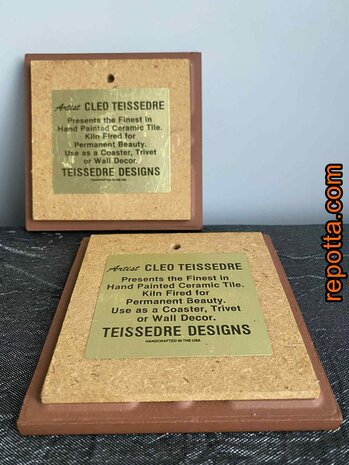 Artist CLEO TEISSEDRE
Presents the Finest in
Hand Painted Ceramic Tile.
Kiln Fired for
Permanent Beauty.
Use as a Coaster, Trivet
or Wall Decor.
TEISSEDRE DESIGNS
HANDCRAFTED IN THE USA
Artist CLEO TEISSEDRE
Presents the Finest in
Hand Painted Ceramic Tile.
Kiln Fired for
Permanent Beauty.
Use as a Coaster, Trivet
or Wall Decor.
TEISSEDRE DESIGNS
HANDCRAFTED IN THE USA
repotta.com